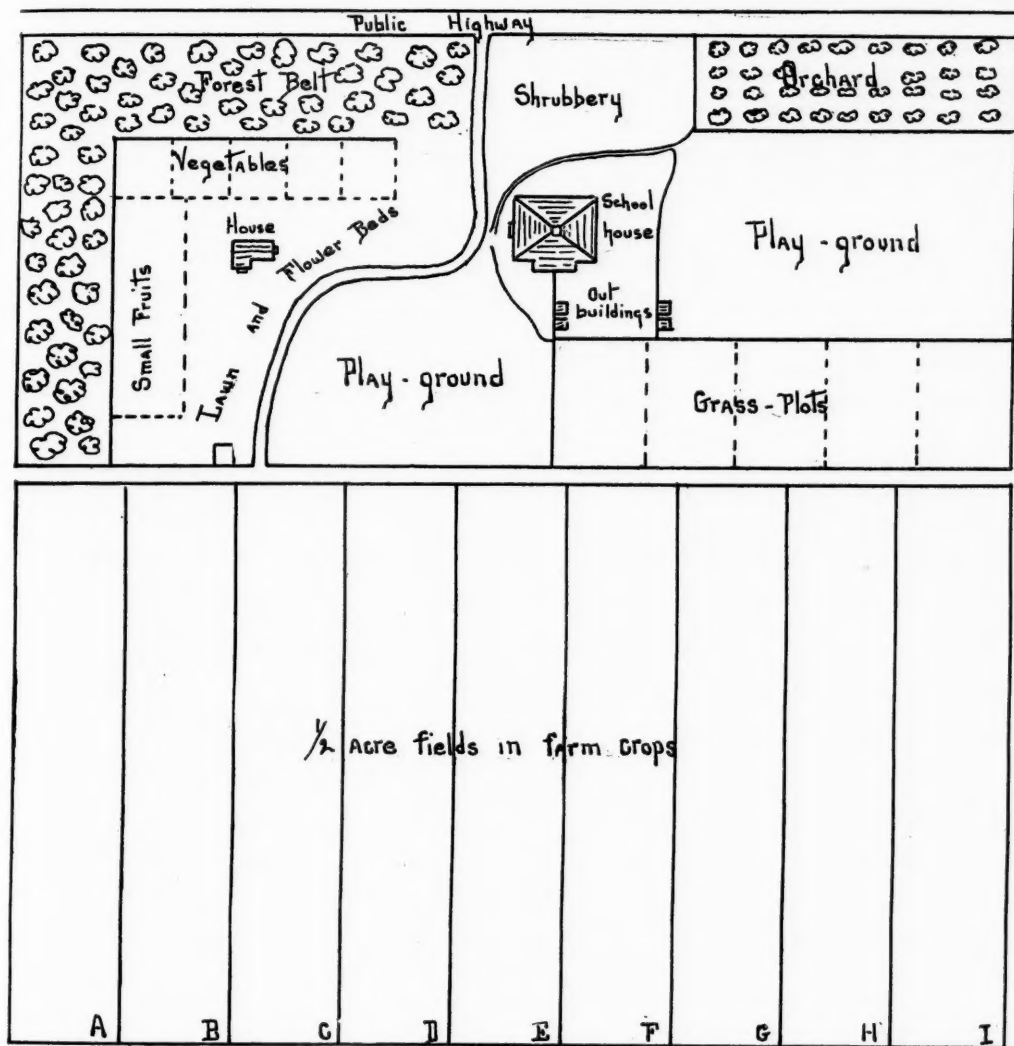 Public Highway
Forest Belt
Orchard
Shrubbery
Vegetables
House
School
house
Play-ground
Small Fruits
Lawn and Flower Beds
Out
buildings
Play-ground
Grass-Plots
1/2 Acre fields in farm crops
A B C D E F G H I